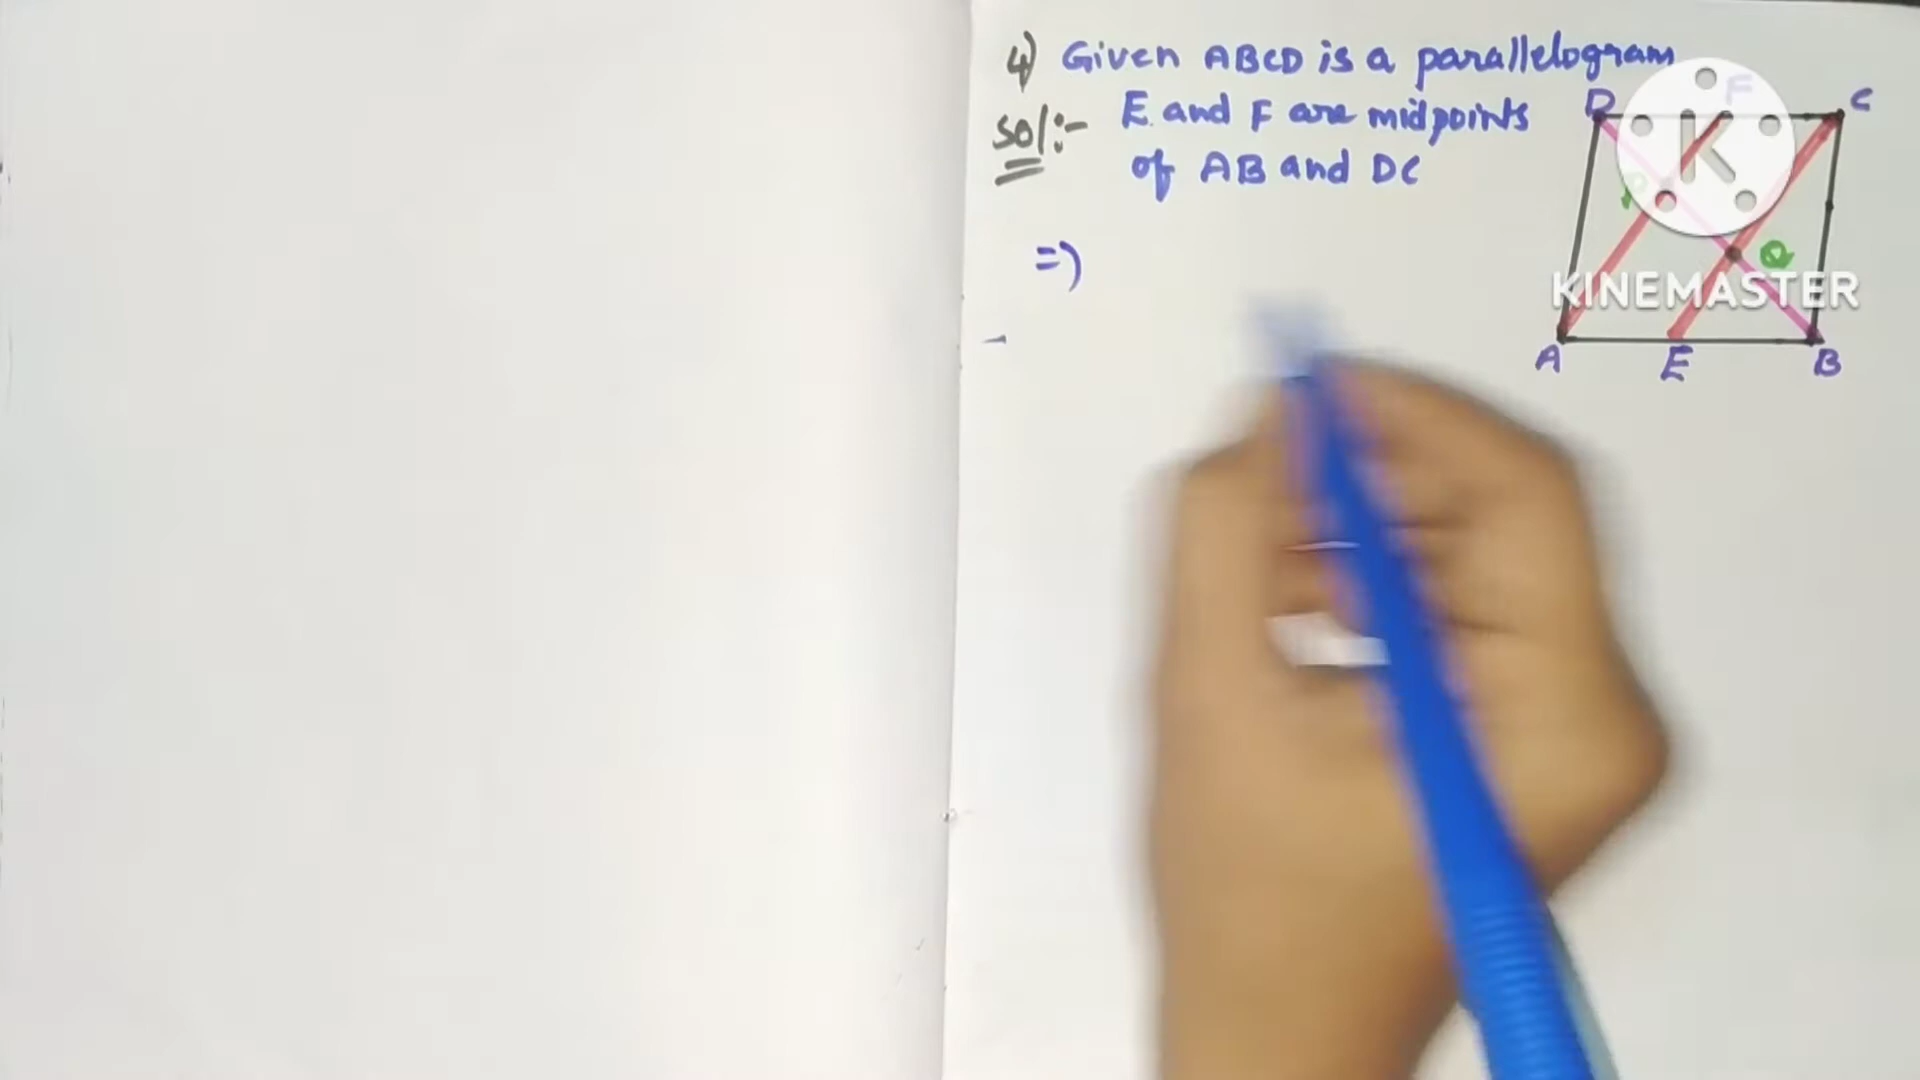 4) Given ABCD is a parallelogram
Sol:- E and F are midpoints
of AB and DC
=)
D F C
P
Q
KINEMASTER
A E B